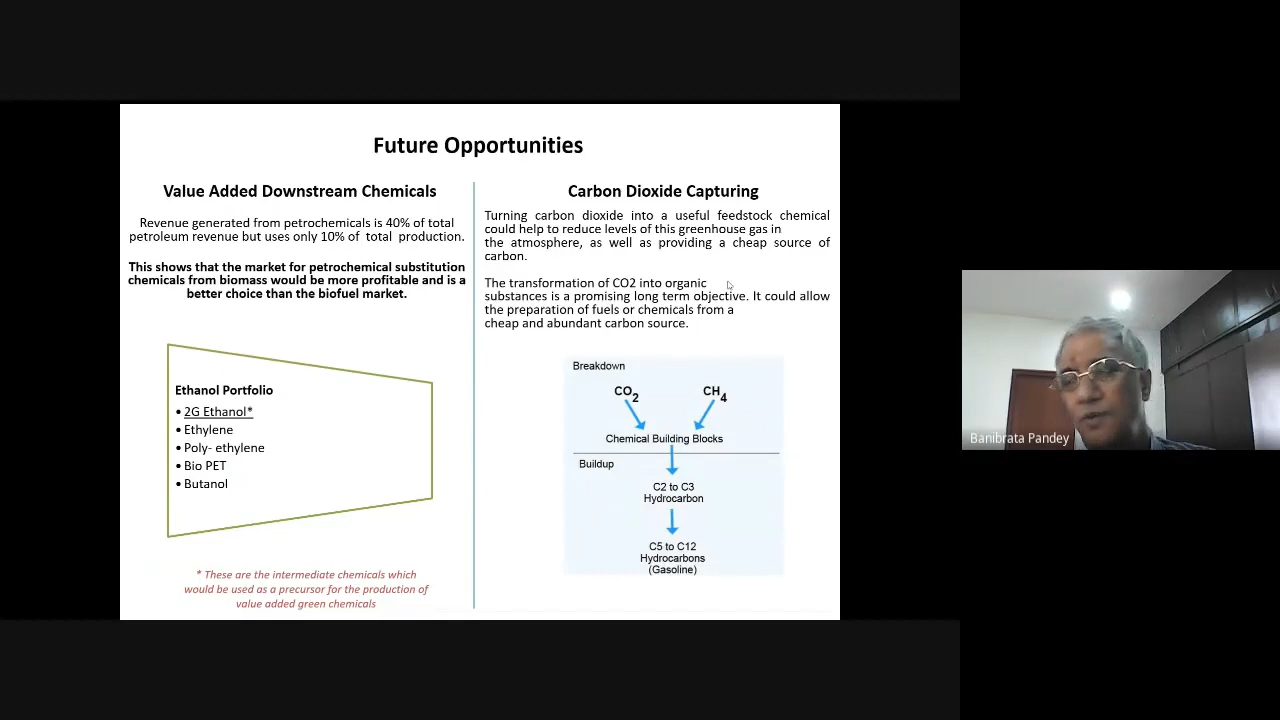 Future Opportunities
Value Added Downstream Chemicals
Revenue generated from petrochemicals is 40% of total
petroleum revenue but uses only 10% of total production.
This shows that the market for petrochemical substitution
chemicals from biomass would be more profitable and is a
better choice than the biofuel market.
Ethanol Portfolio
• 2G Ethanol*
• Ethylene
• Poly- ethylene
• Bio PET
• Butanol
* These are the intermediate chemicals which
would be used as a precursor for the production of
value added green chemicals
Carbon Dioxide Capturing
Turning carbon dioxide into a useful feedstock chemical
could help to reduce levels of this greenhouse gas in
the atmosphere, as well as providing a cheap source of
carbon.
The transformation of CO2 into organic
substances is a promising long term objective. It could allow
the preparation of fuels or chemicals from a
cheap and abundant carbon source.
Breakdown
CO2 CH4
Chemical Building Blocks
Buildup
C2 to C3
Hydrocarbon
C5 to C12
Hydrocarbons
(Gasoline)
Banibrata Pandey